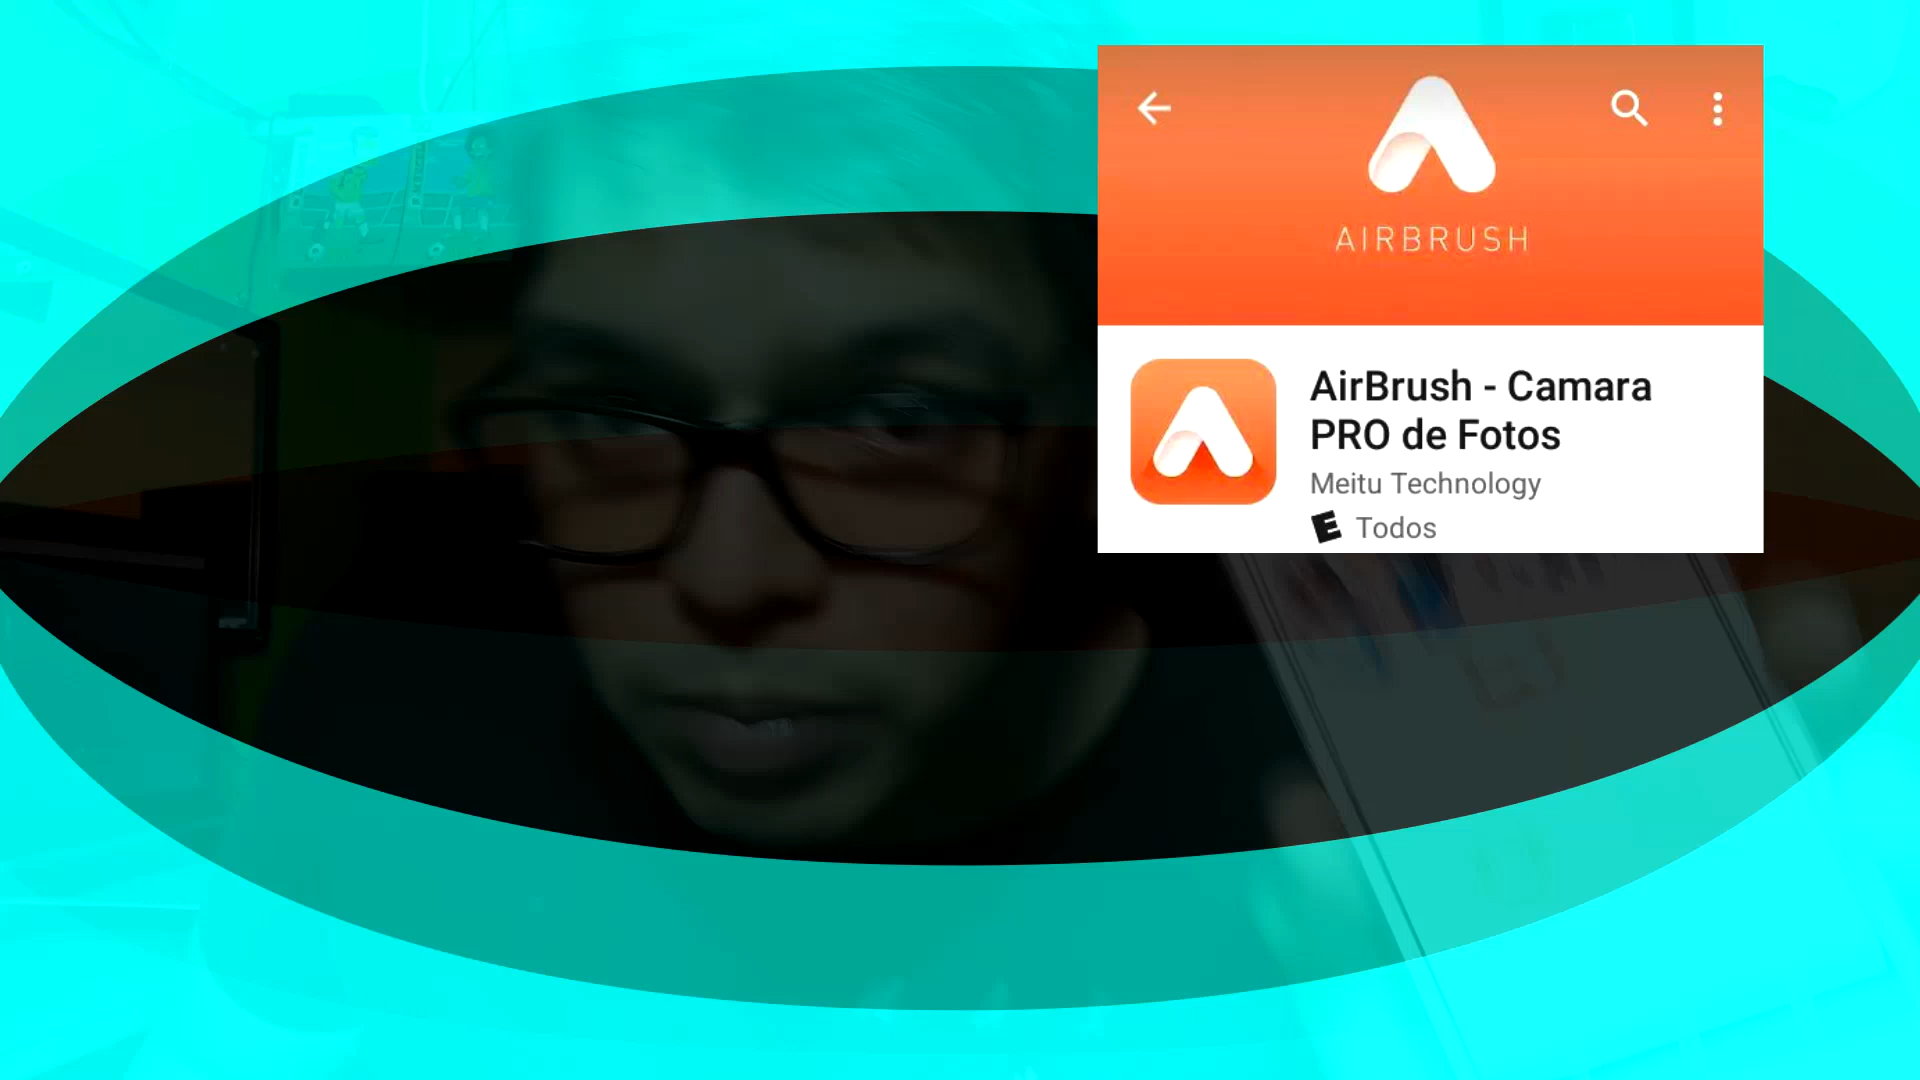 AIRBRUSH
AirBrush - Camara
PRO de Fotos
Meitu Technology
E Todos